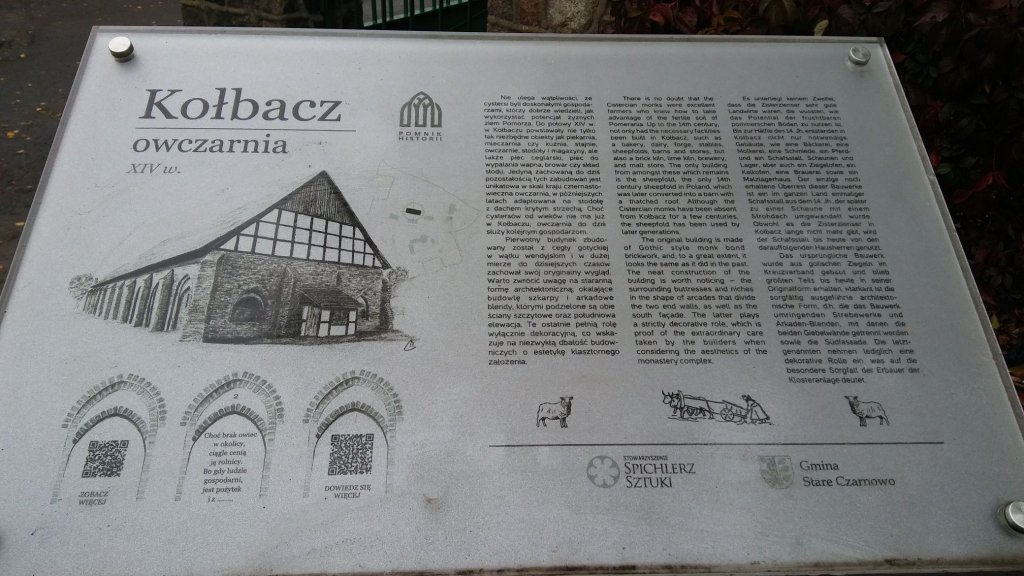 Kołbacz
owczarnia
XIV w.
POMNIK
HISTORII
Nie ulega wątpliwości, że
cystersi byli doskonałymi gospoda-
rzami, którzy dobrze wiedzieli, jak
wykorzystać potencjał żyznych
ziem Pomorza. Do połowy XIV w.
w Kołbaczu powstawały nie tylko
tak niezbędne obiekty jak piekarnia,
mleczarnia czy kuźnia, stajnie,
owczarnie, stodoły i magazyny, ale
także piec ceglarski, piec do
wypalania wapna, browar czy skład
słodu. Jedyną zachowaną do dziś
pozostałością tych zabudowań jest
unikatowa w skali kraju czternasto-
wieczna owczarnia, w późniejszych
latach adaptowana na stodołę
z dachem krytym strzechą. Choć
cystersów od wieków nie ma już
w Kołbaczu, owczarnia do dziś
służy kolejnym gospodarzom.
Pierwotny budynek zbudo-
wany został z cegły gotyckiej
w wątku wendyjskim i w dużej
mierze do dzisiejszych czasów
zachował swój oryginalny wygląd.
Warto zwrócić uwagę na staranną
formę architektoniczną, okalające
budowlę szkarpy i arkadowe
blendy, którymi podzielone są obie
ściany szczytowe oraz południowa
elewacja. Te ostatnie pełnią rolę
wyłącznie dekoracyjną, co wska-
zuje na niezwykłą dbałość budow-
niczych o estetykę klasztornego
założenia.
There is no doubt that the
Cistercian monks were excellent
farmers who knew how to take
advantage of the fertile soil of
Pomerania. Up to the 14th century,
not only had the necessary facilities
been built in Kołbacz, such as
a bakery, dairy, forge, stables,
sheepfolds, barns and stores, but
also a brick kiln, lime kiln, brewery,
and malt store. The only building
from amongst these which remains
is the sheepfold, the only 14th
century sheepfold in Poland, which
was later converted into a barn with
a thatched roof. Although the
Cistercian monks have been absent
from Kołbacz for a few centuries,
the sheepfold has been used by
later generations.
The original building is made
of Gothic style monk bond
brickwork, and, to a great extent, it
looks the same as it did in the past.
The neat construction of the
building is worth noticing – the
surrounding buttresses and niches
in the shape of arcades that divide
the two end walls, as well as the
south façade. The latter plays
a strictly decorative role, which is
proof of the extraordinary care
taken by the builders when
considering the aesthetics of the
monastery complex.
Es unterliegt keinem Zweifel,
dass die Zisterzienser sehr gute
Landwirte waren, die wussten, wie
das Potential der fruchtbaren
pommerschen Böden zu nutzen ist.
Bis zur Hälfte des 14. Jh. entstanden in
Kołbacz nicht nur notwendige
Gebäude, wie eine Bäckerei, eine
Molkerei, eine Schmiede, ein Pferd-
und ein Schafsstall, Scheunen und
Lager, aber auch ein Ziegelofen, ein
Kalkofen, eine Brauerei sowie ein
Malzlagerhaus. Der einzige noch
erhaltene Überrest dieser Bauwerke
ist ein im ganzen Land einmaliger
Schafsstall aus dem 14. Jh., der später
zu einer Scheune mit einem
Strohdach umgewandelt wurde.
Obwohl es die Zisterzienser in
Kołbacz lange nicht mehr gibt, wird
der Schafsstall bis heute von den
darauffolgenden Hausherren genutzt.
Das ursprüngliche Bauwerk
wurde aus gotischen Ziegeln im
Kreuzverband gebaut und blieb
größten Teils bis heute in seiner
Originalform erhalten. Markant ist die
sorgfältig ausgeführte architekto-
nische Form, d.h. die das Bauwerk
umringenden Strebewerke und
Arkaden-Blenden, mit denen die
beiden Giebelwände getrennt werden
sowie die Südfassade. Die letzt-
genannten nehmen lediglich eine
dekorative Rolle ein, was auf die
besondere Sorgfalt der Erbauer der
Klosteranlage deutet.
ZOBACZ
WIĘCEJ
2
Choć brak owiec
w okolicy,
ciągle cenią
ją rolnicy.
Bo gdy ludzie
gospodarni,
jest pożytek
i z ........
DOWIEDZ SIĘ
WIĘCEJ
STOWARZYSZENIE
SPICHLERZ
SZTUKI
Gmina
Stare Czarnowo